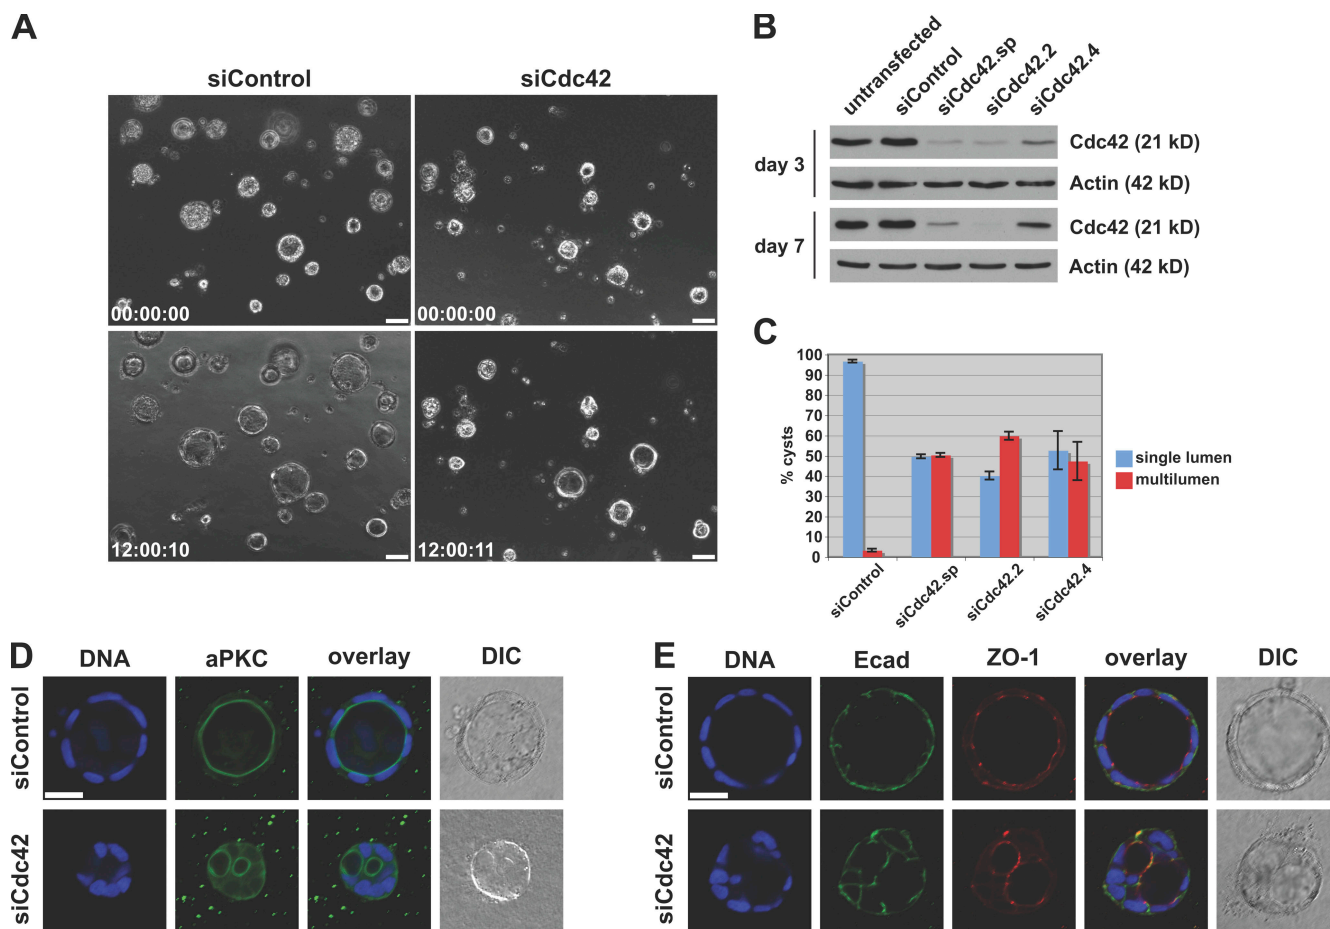 A
siControl
siCdc42
00:00:00
00:00:00
12:00:10
12:00:11
B
untransfected
siControl
siCdc42.sp
siCdc42.2
siCdc42.4
day 3
Cdc42 (21 kD)
Actin (42 kD)
day 7
Cdc42 (21 kD)
Actin (42 kD)
C
% cysts
100
90
80
70
60
50
40
30
20
10
0
siControl
siCdc42.sp
siCdc42.2
siCdc42.4
single lumen
multilumen
D
DNA
aPKC
overlay
DIC
siControl
siCdc42
E
DNA
Ecad
ZO-1
overlay
DIC
siControl
siCdc42